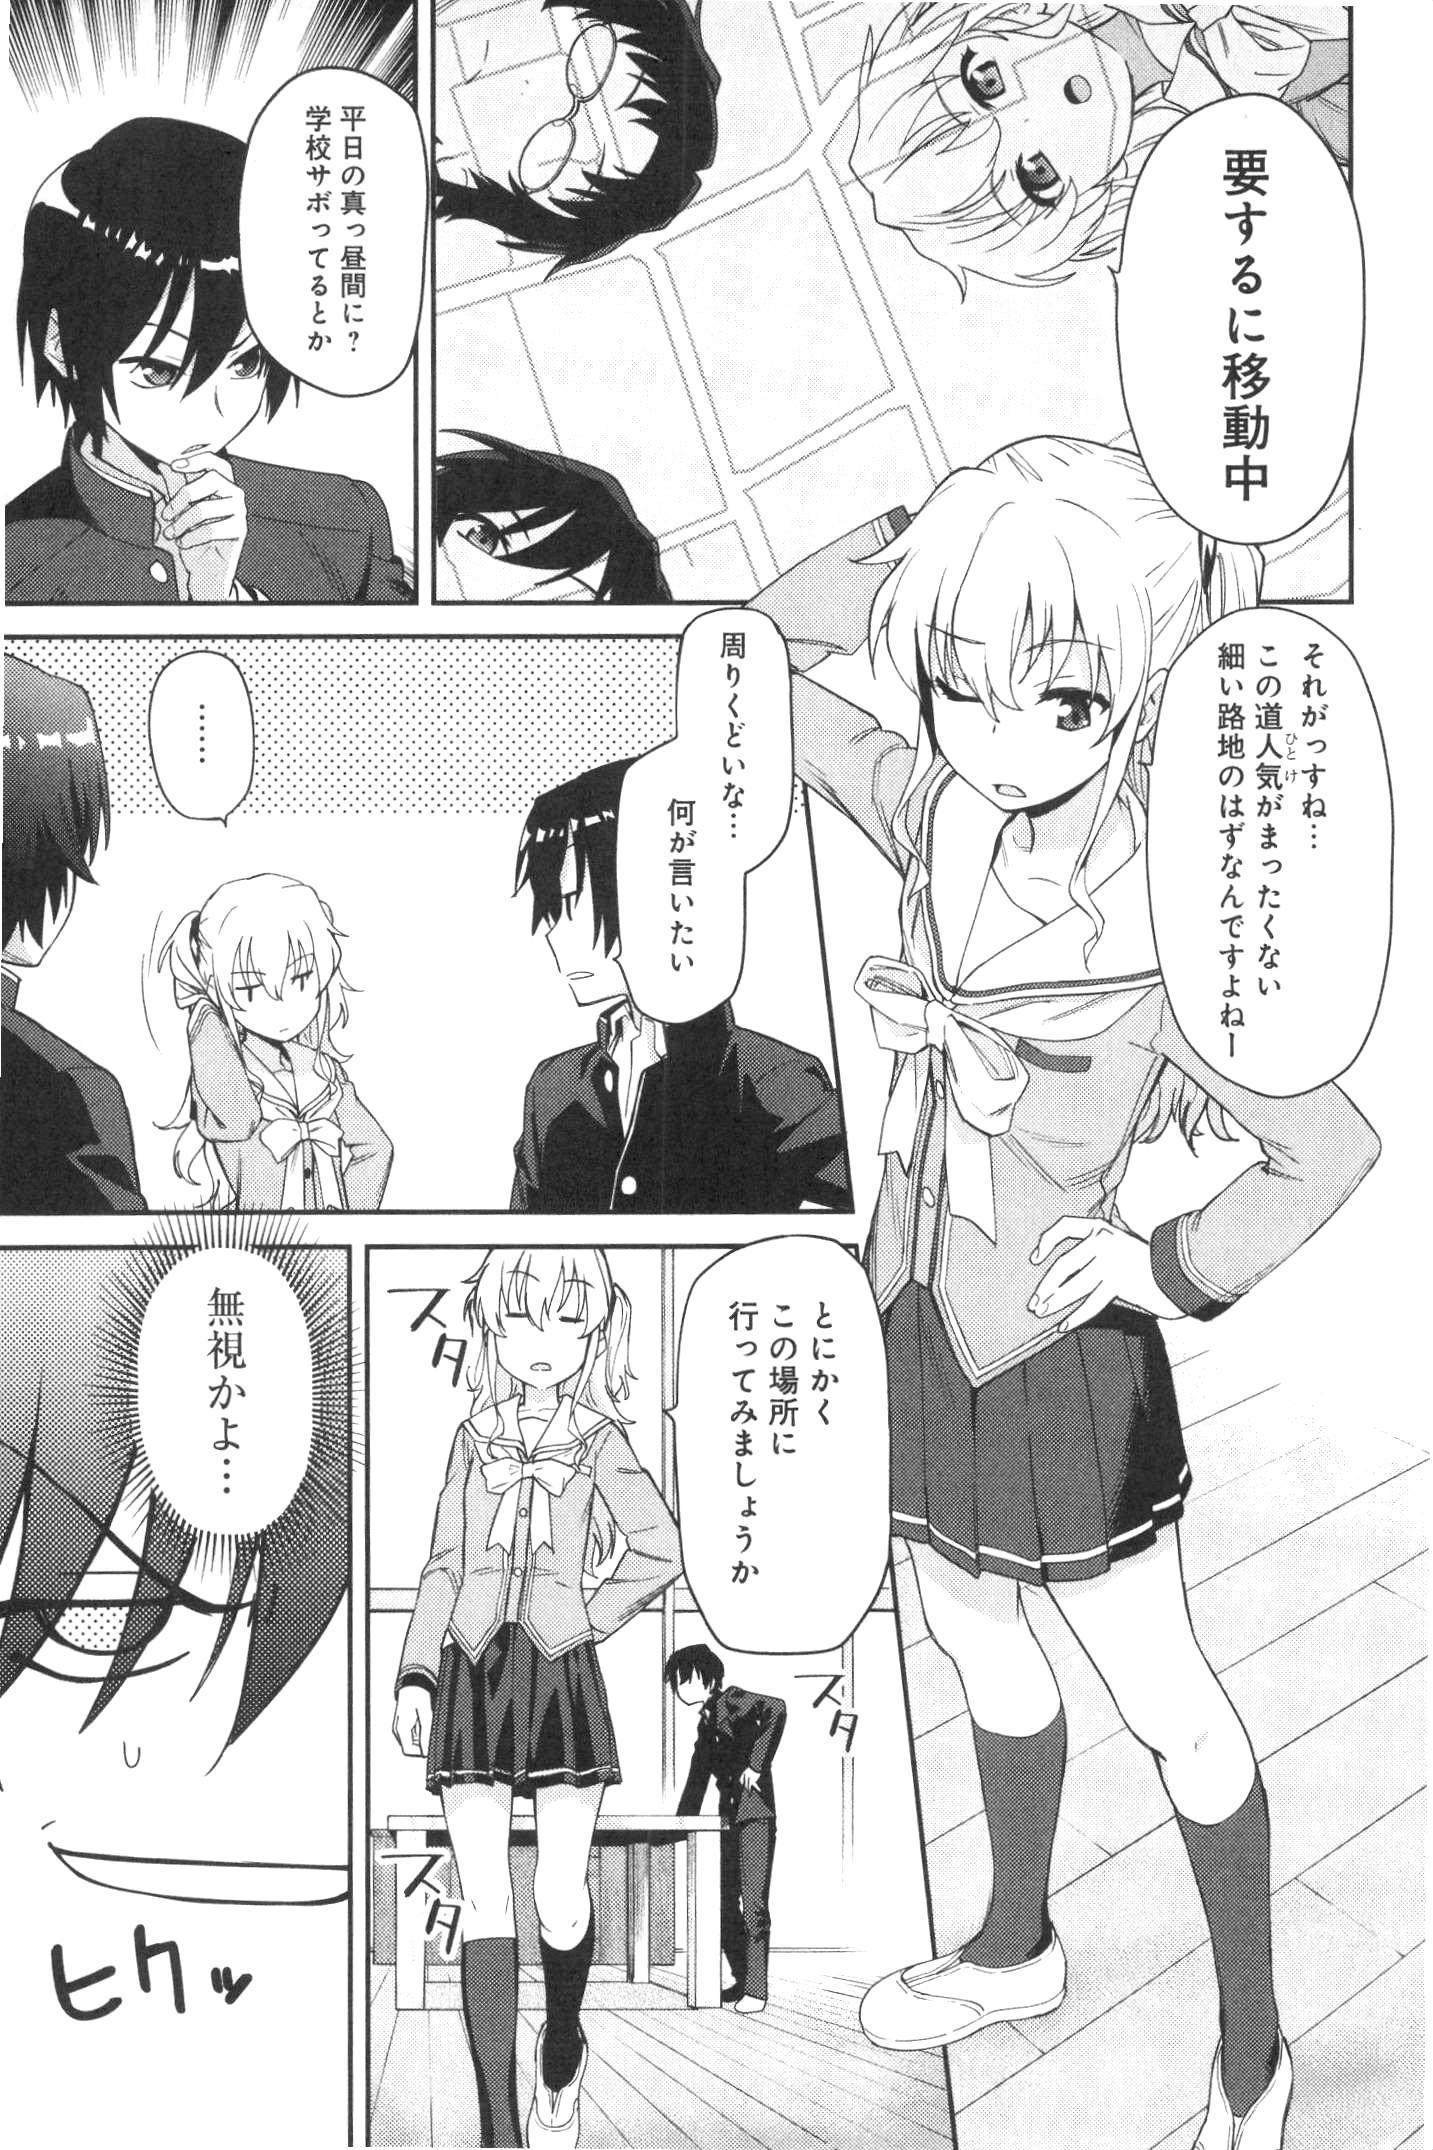 要するに移動中
平日の真っ昼間に?
学校サボってるとか
それがっすね…
この道人気がまったくない
ひとけ
細い路地のはずなんですよねー
周りくどいな…
何が言いたい
……
とにかく
この場所に
行ってみましょうか
スタ
スタ
スタ
無視かよ…
ヒクッ